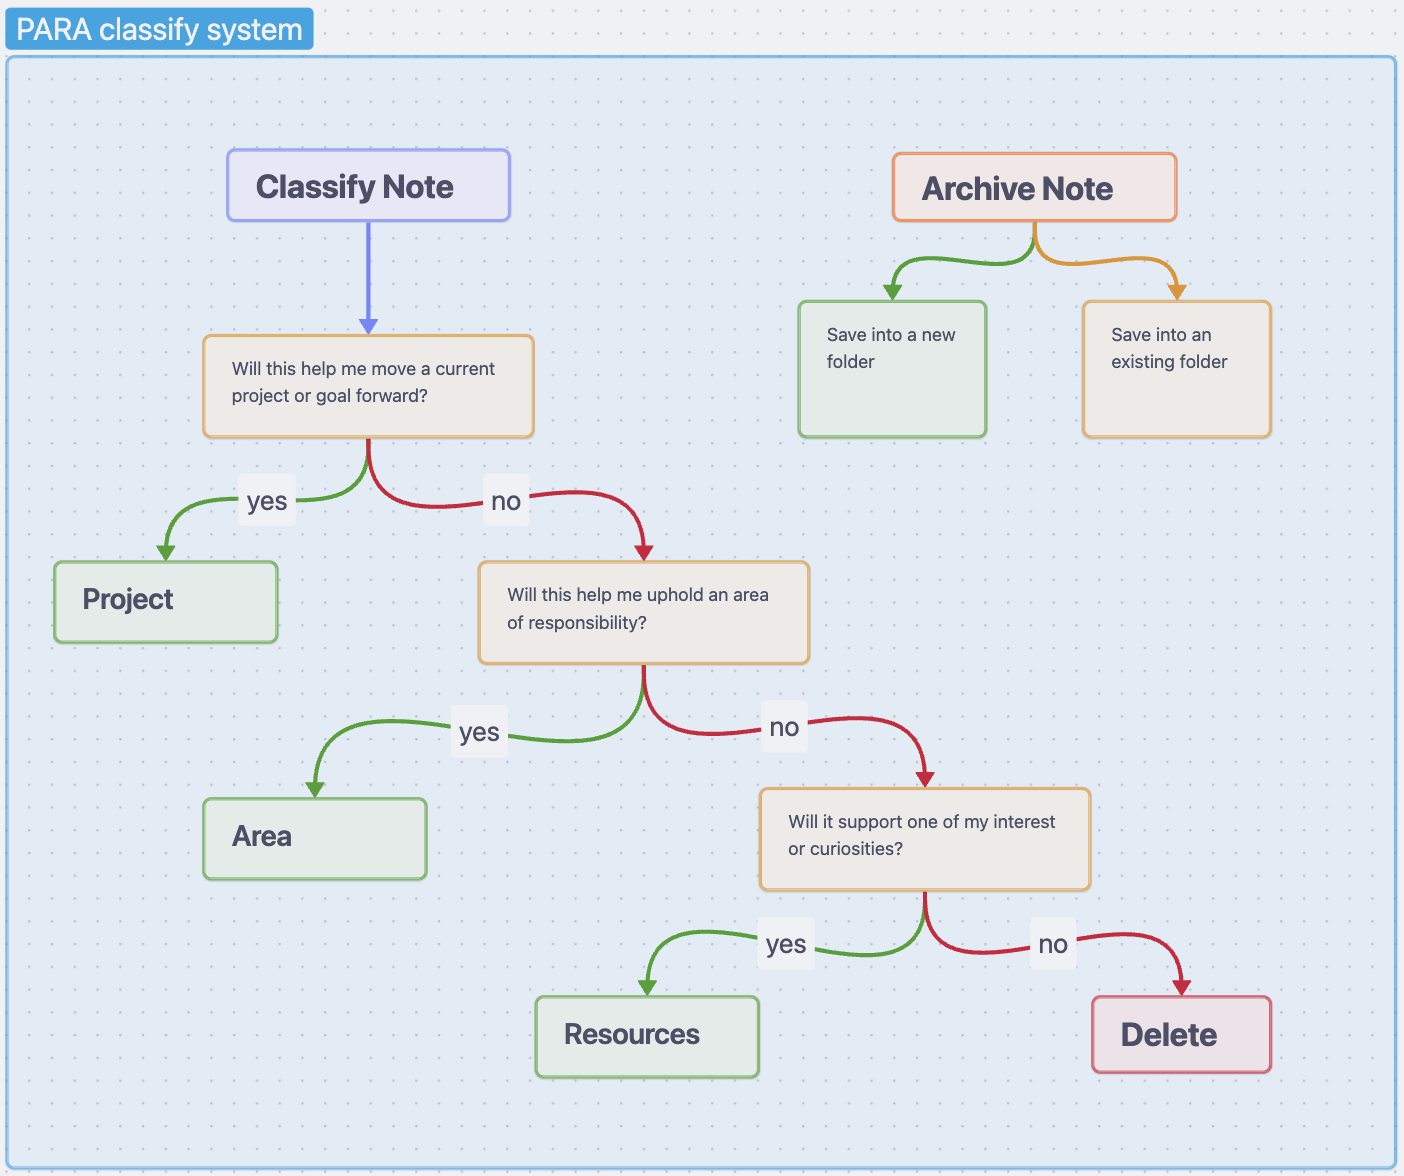 PARA classify system
Classify Note
Archive Note
Save into a new
folder
Save into an
existing folder
Will this help me move a current
project or goal forward?
yes
no
Project
Will this help me uphold an area
of responsibility?
yes
no
Area
Will it support one of my interest
or curiosities?
yes
no
Resources
Delete